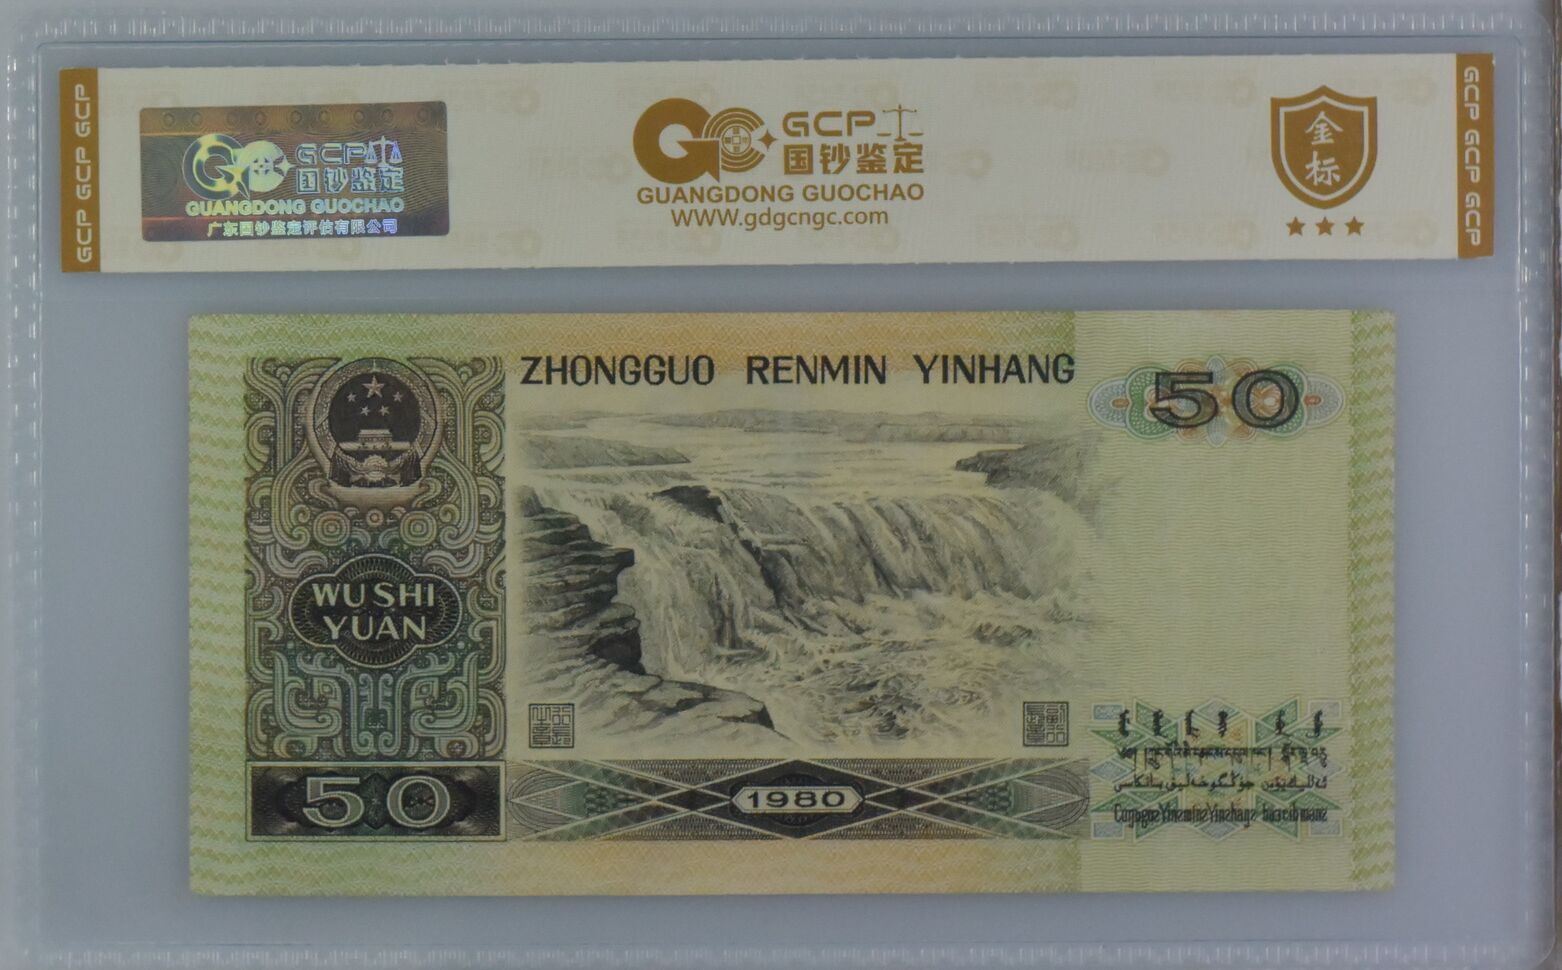 GCP GCP GCP
GCP
国钞鉴定
GUANGDONG GUOCHAO
广东国钞鉴定评估有限公司
GCP
国钞鉴定
GUANGDONG GUOCHAO
WWW.gdgcngc.com
金标
GCP GCP GCP
ZHONGGUO RENMIN YINHANG
50
WU SHI
YUAN
50
1980